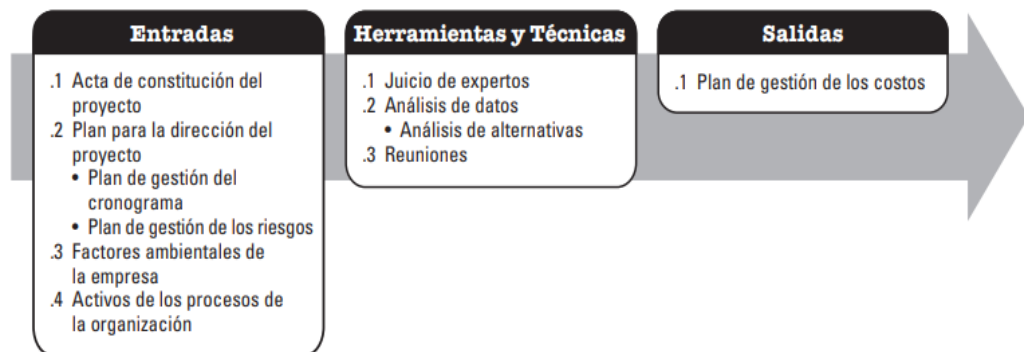 Entradas
.1 Acta de constitución del
proyecto
.2 Plan para la dirección del
proyecto
• Plan de gestión del
cronograma
• Plan de gestión de los riesgos
.3 Factores ambientales de
la empresa
.4 Activos de los procesos de
la organización
Herramientas y Técnicas
.1 Juicio de expertos
.2 Análisis de datos
• Análisis de alternativas
.3 Reuniones
Salidas
.1 Plan de gestión de los costos